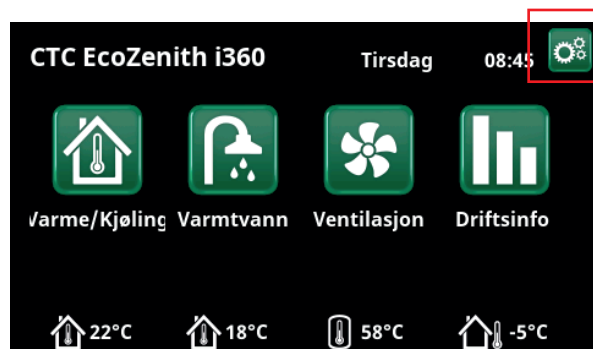 CTC EcoZenith i360 Tirsdag 08:45
Varme/Kjøling Varmtvann Ventilasjon Driftsinfo
22°C 18°C 58°C -5°C